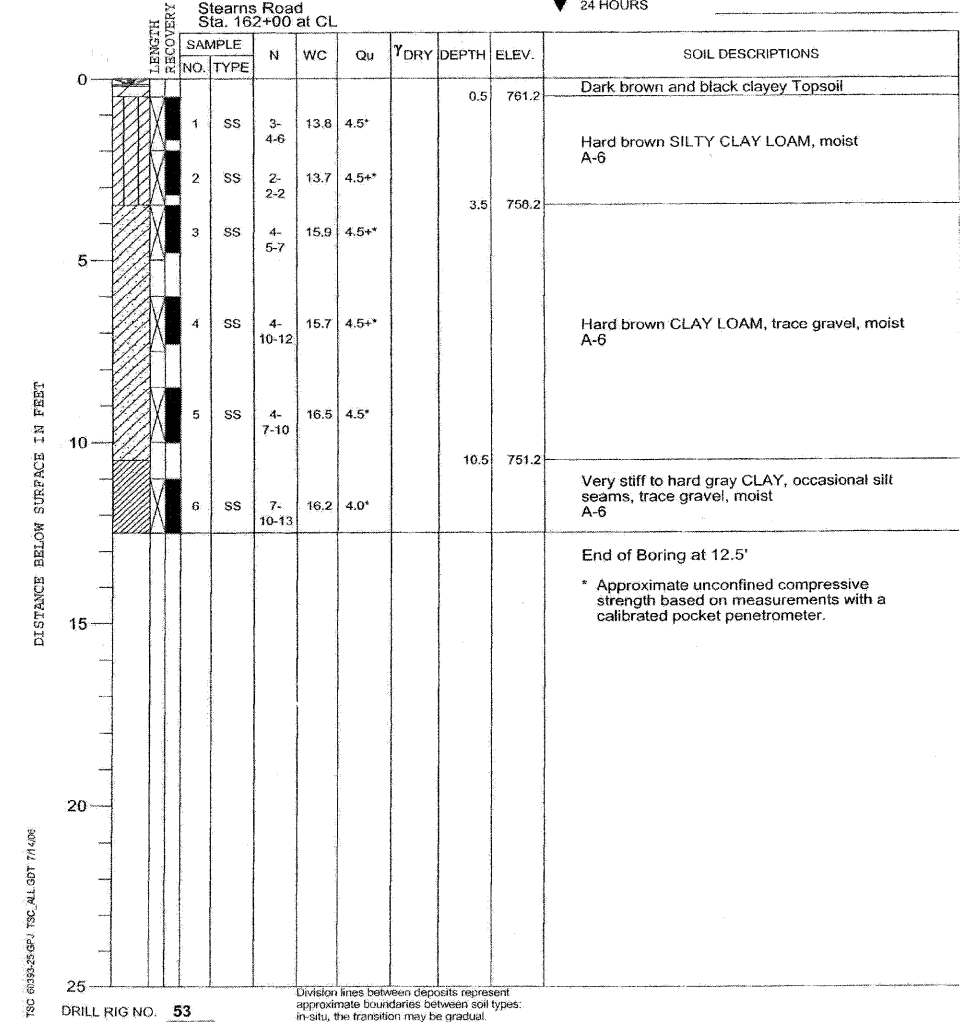 Stearns Road
Sta. 162+00 at CL
▼ 24 HOURS
LENGTH
RECOVERY
SAMPLE
NO. TYPE N WC Qu γDRY DEPTH ELEV. SOIL DESCRIPTIONS
0
Dark brown and black clayey Topsoil
0.5 761.2
1 SS 3- 13.8 4.5*
4-6
Hard brown SILTY CLAY LOAM, moist
A-6
2 SS 2- 13.7 4.5+*
2-2
3.5 758.2
3 SS 4- 15.9 4.5+*
5-7
5
4 SS 4- 15.7 4.5+*
10-12
Hard brown CLAY LOAM, trace gravel, moist
A-6
5 SS 4- 16.5 4.5*
7-10
10
10.5 751.2
Very stiff to hard gray CLAY, occasional silt
seams, trace gravel, moist
A-6
6 SS 7- 16.2 4.0*
10-13
End of Boring at 12.5'
* Approximate unconfined compressive
strength based on measurements with a
calibrated pocket penetrometer.
15
20
25
DISTANCE BELOW SURFACE IN FEET
TSC 60393-25.GPJ TSC_ALL.GDT 7/14/06
DRILL RIG NO. 53
Division lines between deposits represent
approximate boundaries between soil types:
in-situ, the transition may be gradual.